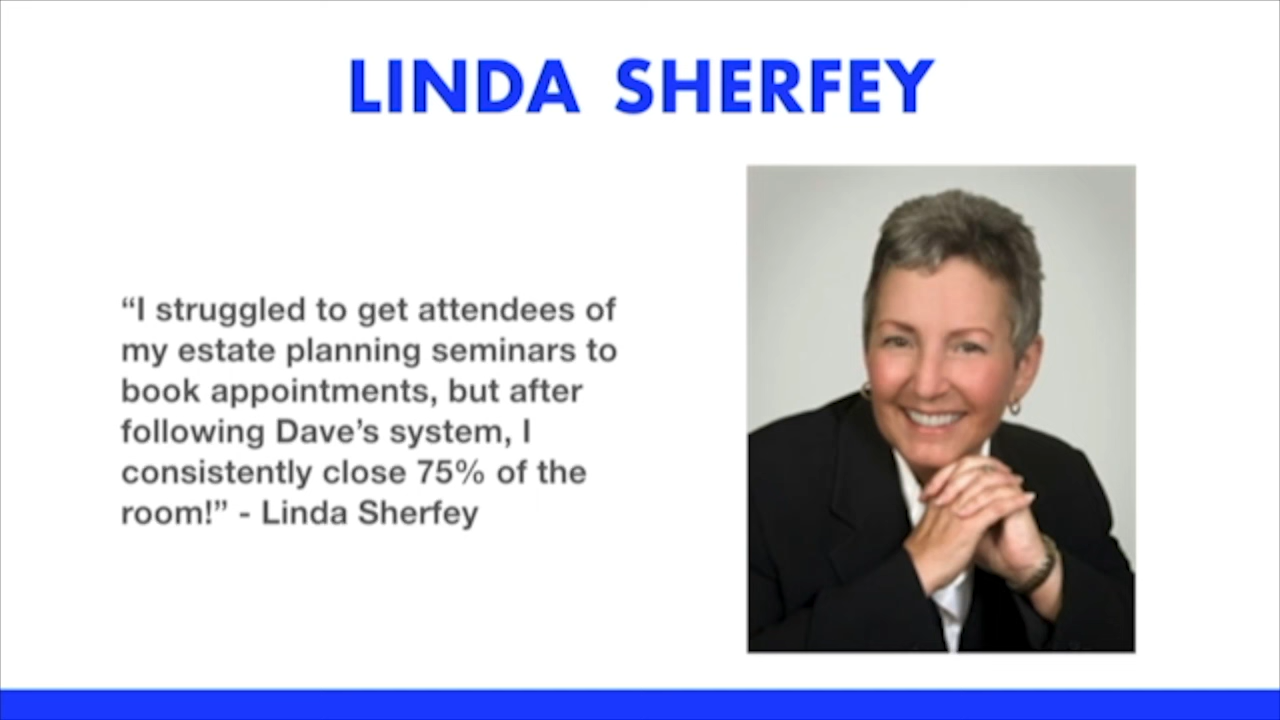 LINDA SHERFEY
“I struggled to get attendees of
my estate planning seminars to
book appointments, but after
following Dave’s system, I
consistently close 75% of the
room!” - Linda Sherfey